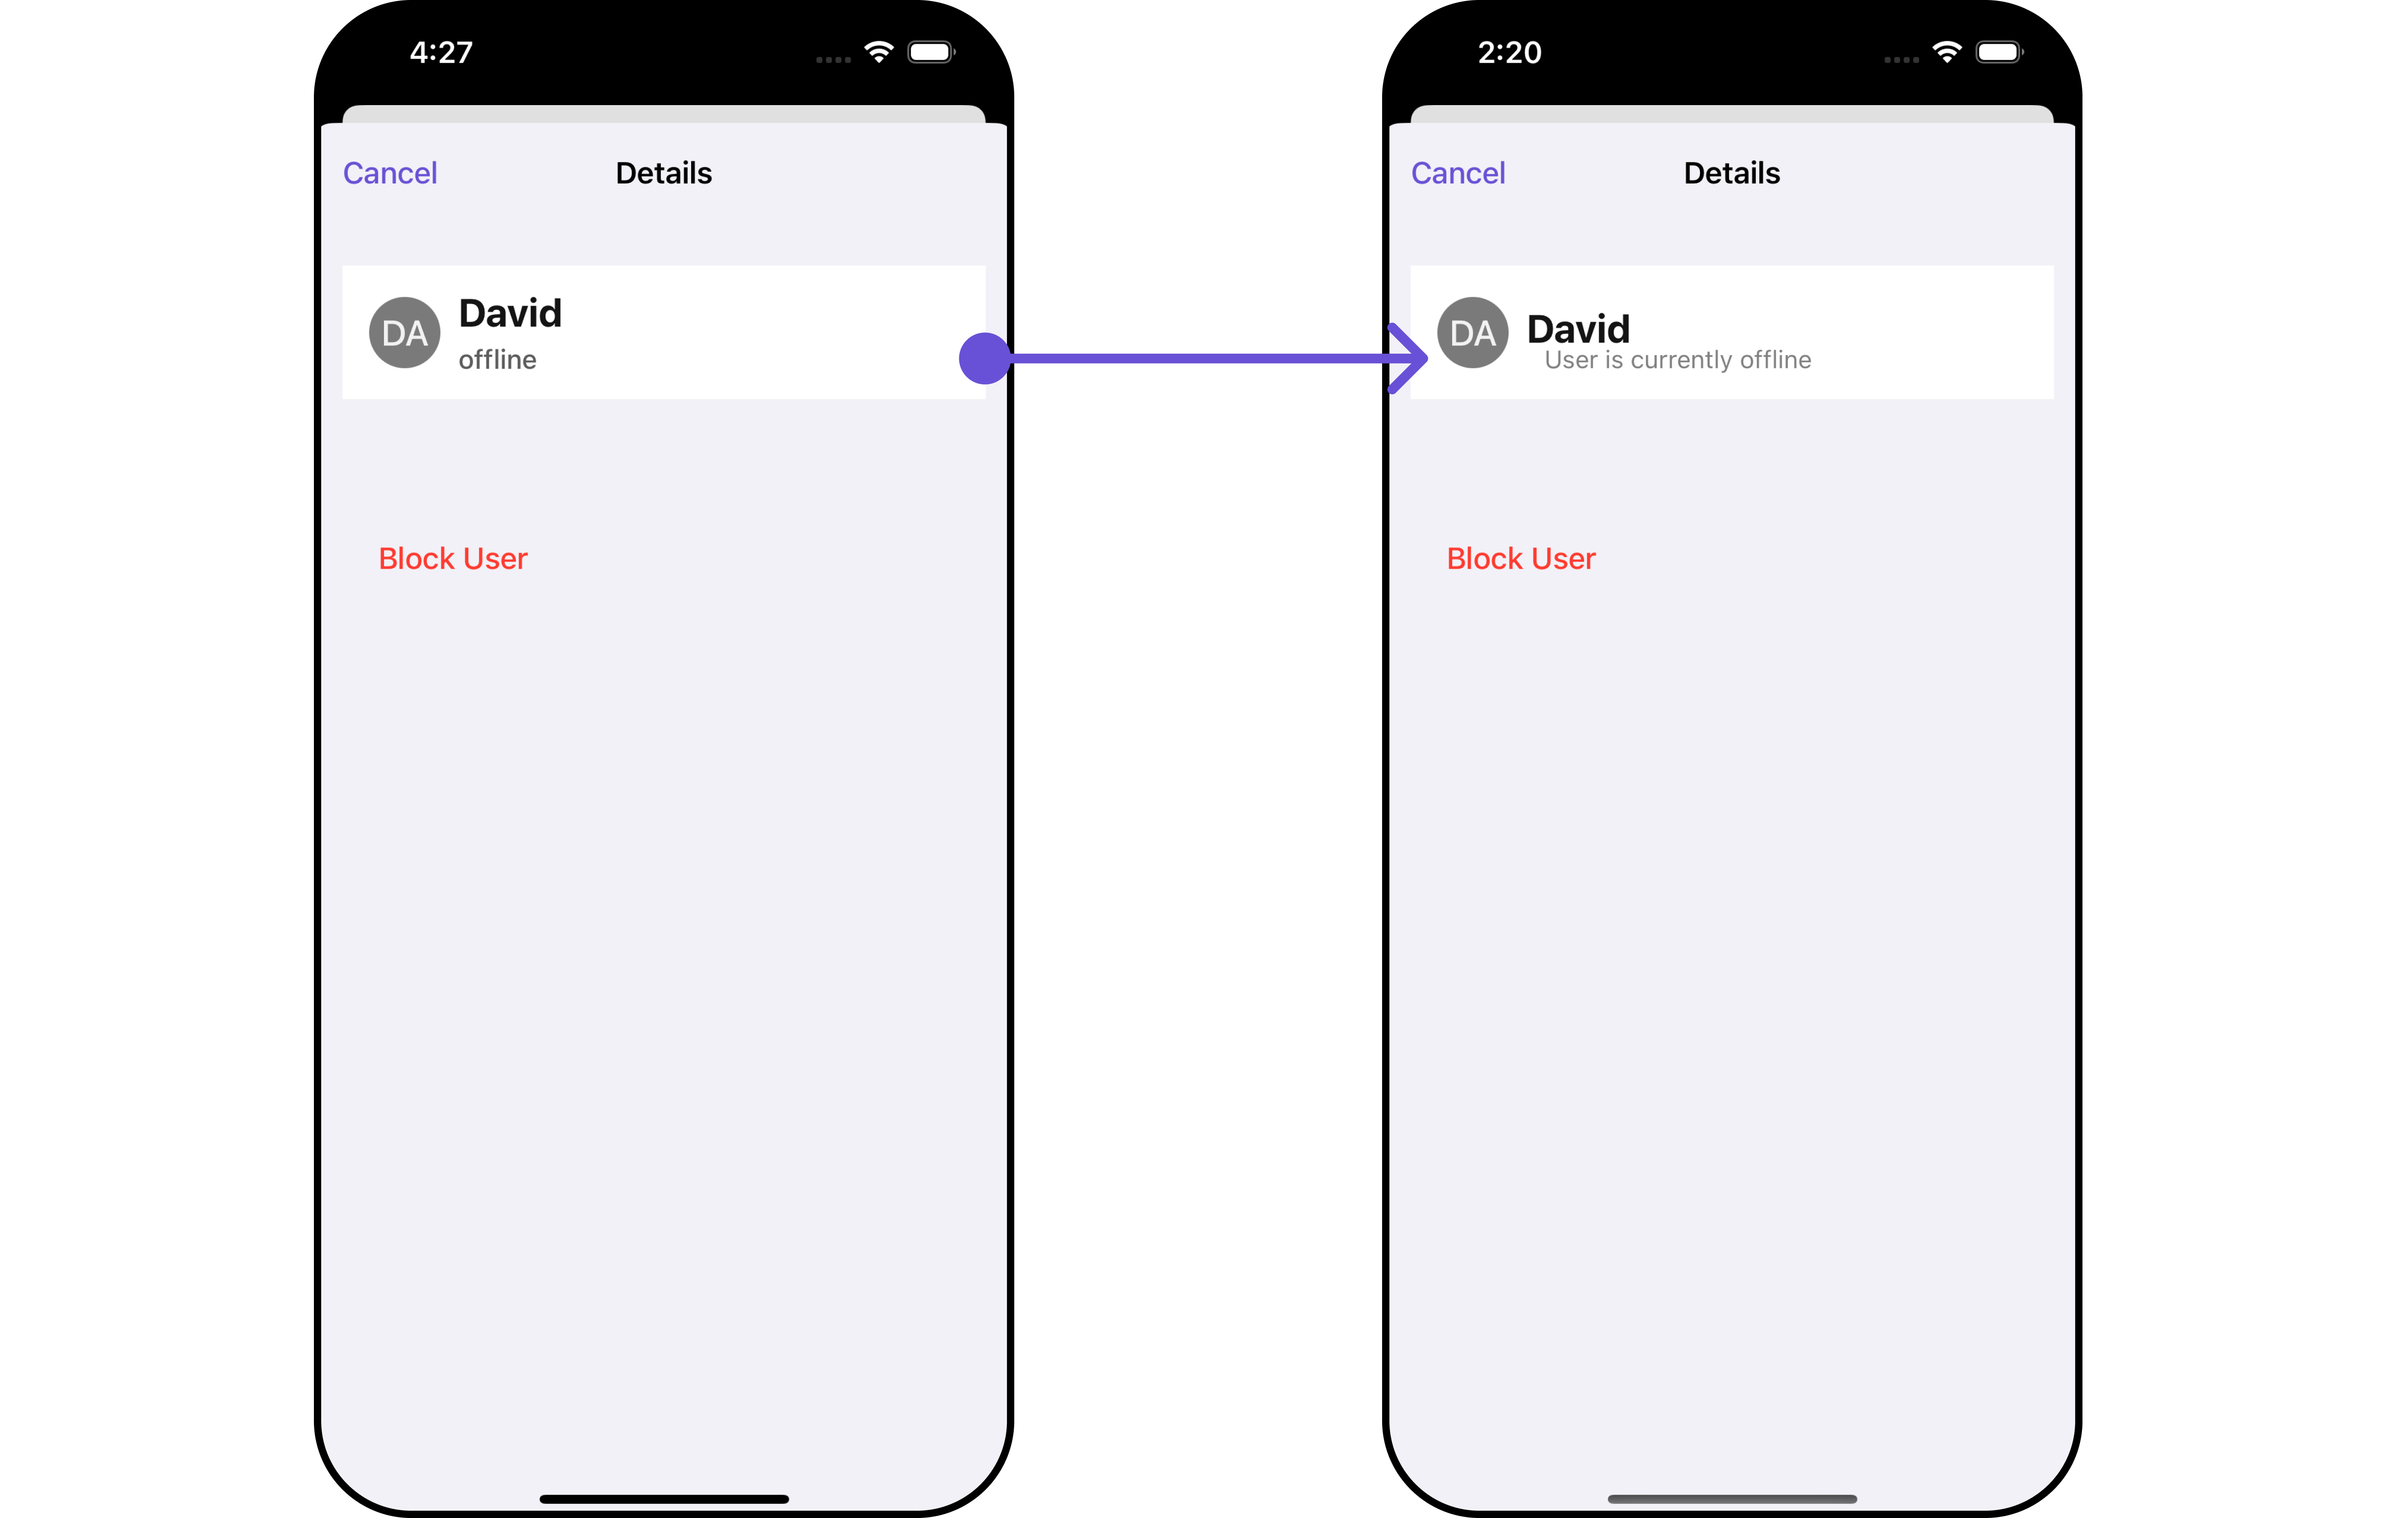 4:27
Cancel
Details
DA
David
offline
Block User
2:20
Cancel
Details
DA
David
User is currently offline
Block User